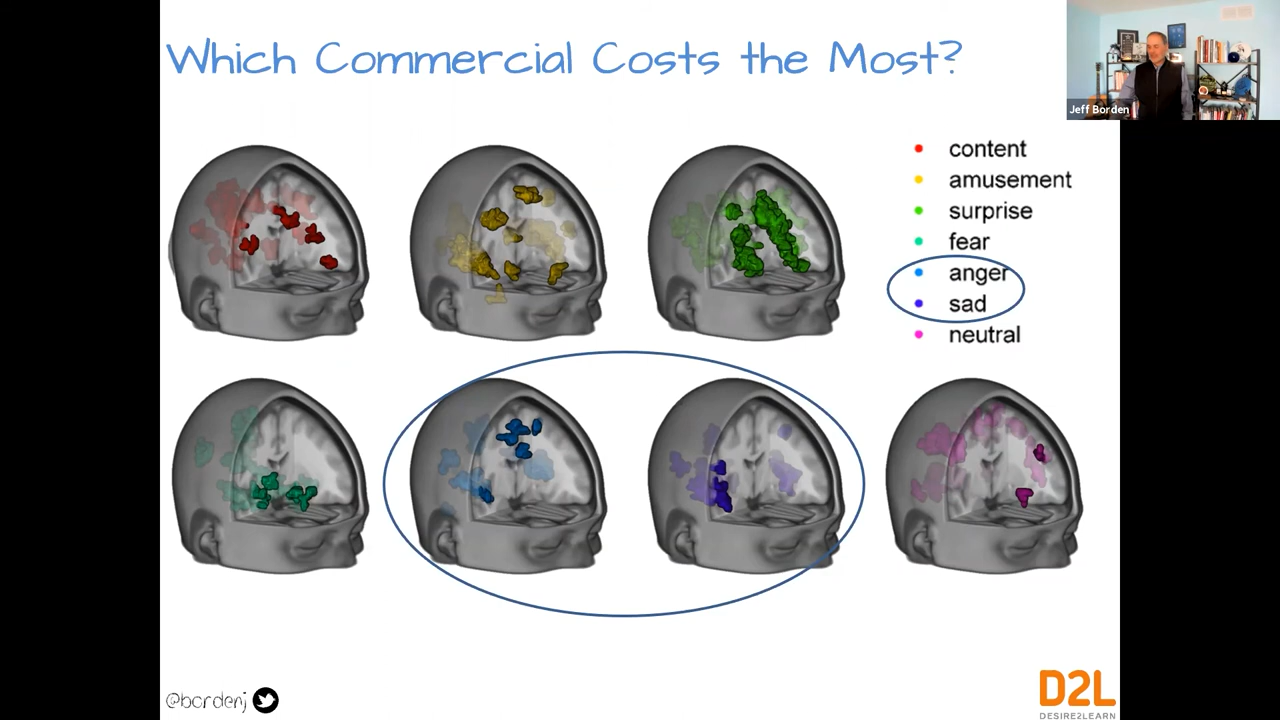 Which Commercial Costs the Most?
Jeff Borden
content
amusement
surprise
fear
anger
sad
neutral
@bordenj
D2L
DESIRE2LEARN